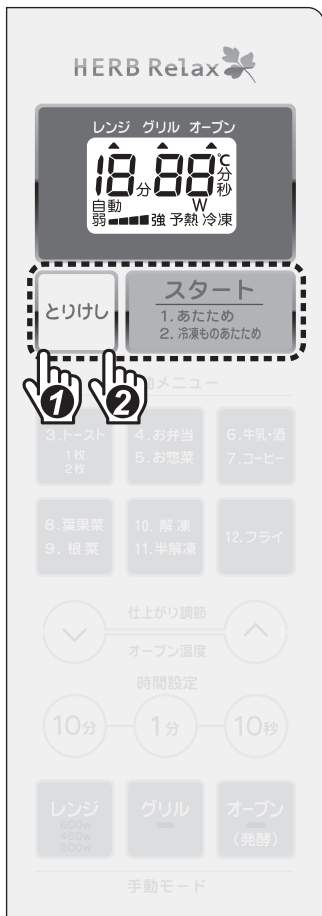 HERB Relax
レンジ グリル オーブン
18分88℃分秒
自動 W
弱 強 予熱 冷凍
とりけし
スタート
1.あたため
2.冷凍ものあたため
1 2
動メニュー
3.トースト
1枚
2枚
4.お弁当
5.お惣菜
6.牛乳・酒
7.コーヒー
8.葉果菜
9.根菜
10.解凍
11.半解凍
12.フライ
仕上がり調節
オーブン温度
時間設定
10分 1分 10秒
レンジ
600w
450w
200w
グリル
オーブン
(発酵)
手動モード